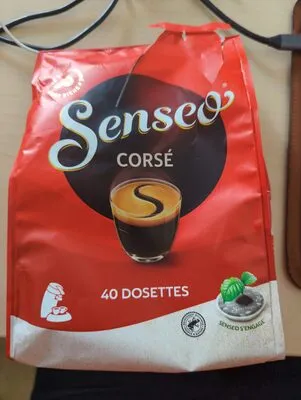 Senseo
CORSÉ
40 DOSETTES
SENSEO S'ENGAGE